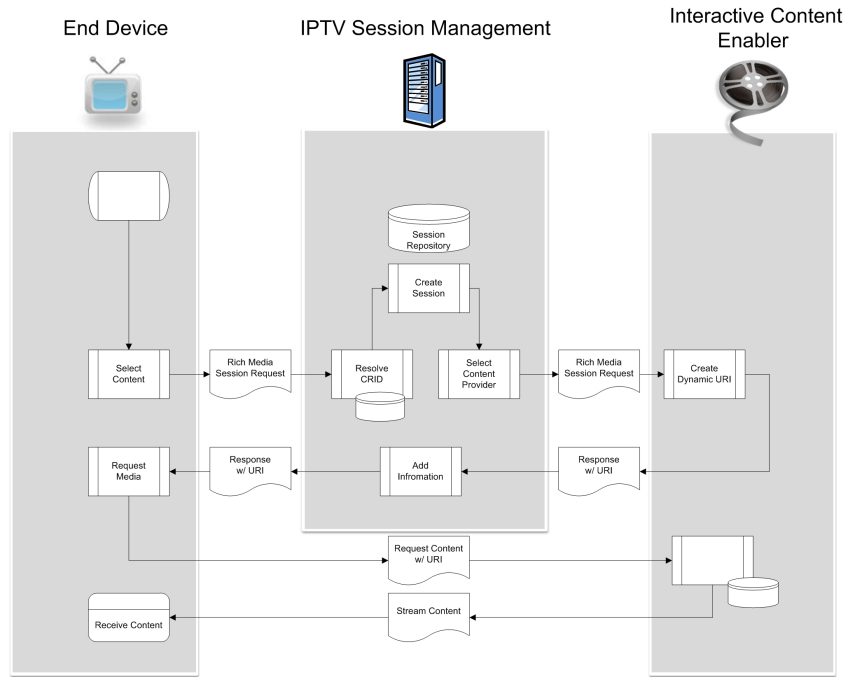 End Device
IPTV Session Management
Interactive Content
Enabler
Session
Repository
Create
Session
Select
Content
Rich Media
Session Request
Resolve
CRID
Select
Content
Provider
Rich Media
Session Request
Create
Dynamic URI
Request
Media
Response
w/ URI
Add
Infromation
Response
w/ URI
Request Content
w/ URI
Receive Content
Stream Content